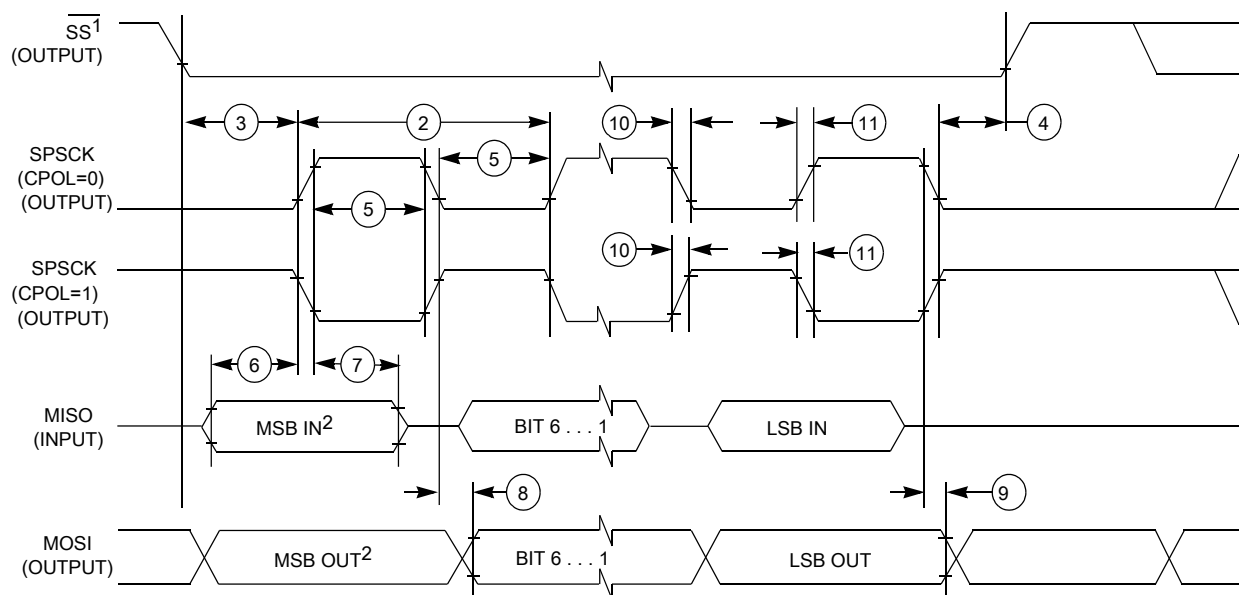 SS1
(OUTPUT)
3
2
10
11
4
SPSCK
(CPOL=0)
(OUTPUT)
5
5
SPSCK
(CPOL=1)
(OUTPUT)
10
11
6
7
MISO
(INPUT)
MSB IN2
BIT 6 . . . 1
LSB IN
8
9
MOSI
(OUTPUT)
MSB OUT2
BIT 6 . . . 1
LSB OUT